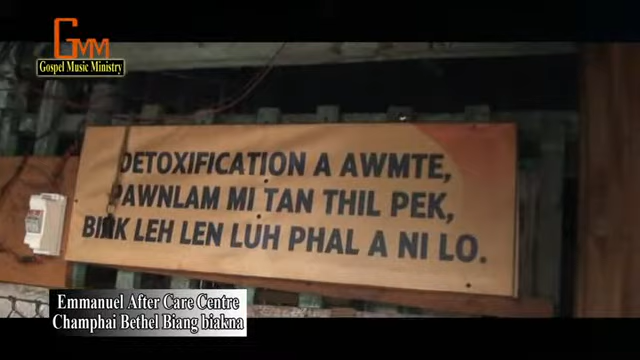 GMM
Gospel Music Ministry
DETOXIFICATION A AWMTE,
PAWNLAM MI TAN THIL PEK,
BIAK LEH LEN LUH PHAL A NI LO.
Emmanuel After Care Centre
Champhai Bethel Biang biakna